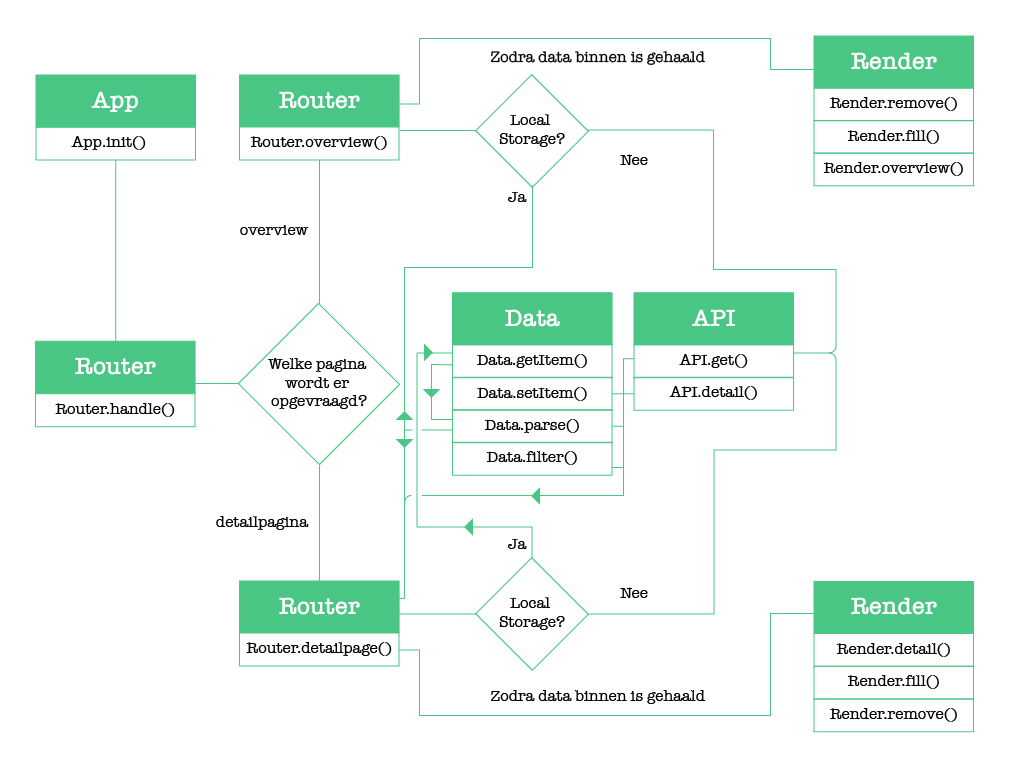 App
App.init()
Router
Router.overview()
Zodra data binnen is gehaald
Local
Storage?
Nee
Ja
Render
Render.remove()
Render.fill()
Render.overview()
overview
Router
Router.handle()
Welke pagina
wordt er
opgevraagd?
Data
Data.getItem()
Data.setItem()
Data.parse()
Data.filter()
API
API.get()
API.detail()
detailpagina
Router
Router.detailpage()
Ja
Local
Storage?
Nee
Zodra data binnen is gehaald
Render
Render.detail()
Render.fill()
Render.remove()